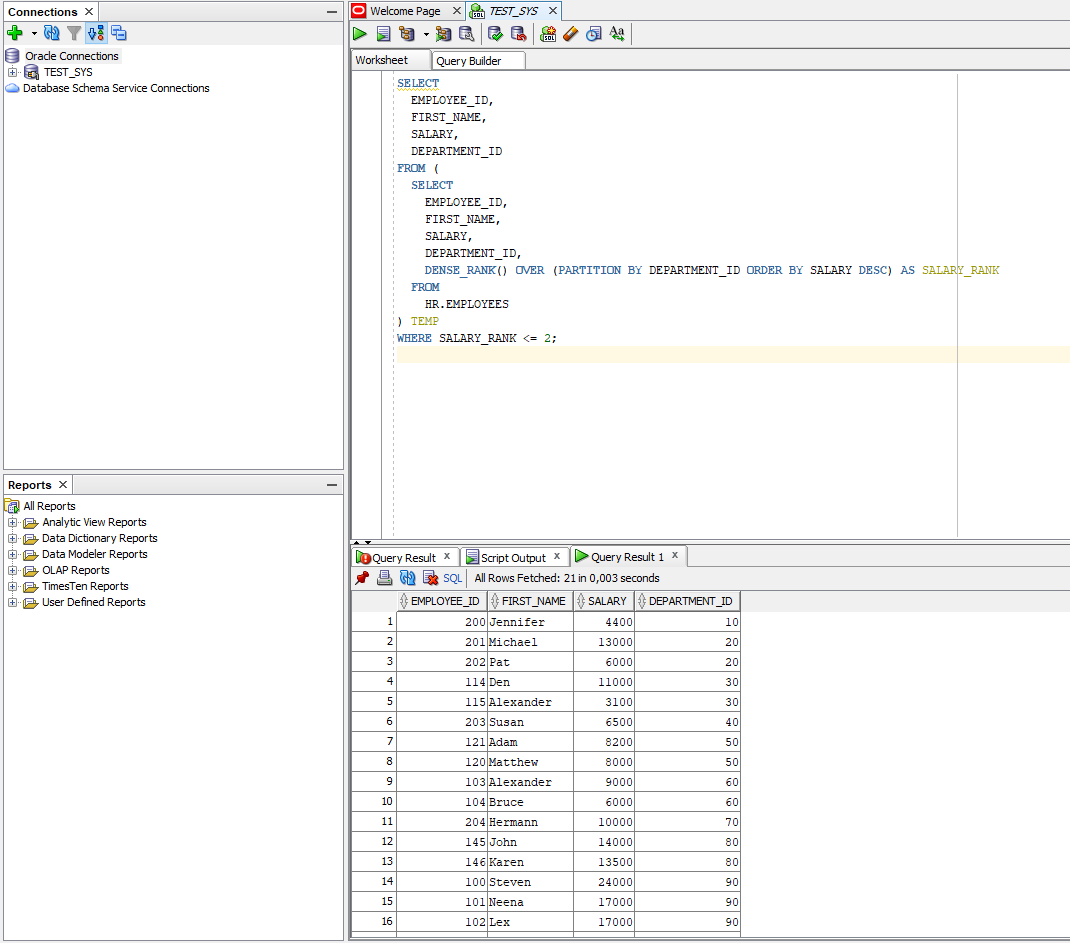 Connections
Oracle Connections
TEST_SYS
Database Schema Service Connections
Reports
All Reports
Analytic View Reports
Data Dictionary Reports
Data Modeler Reports
OLAP Reports
TimesTen Reports
User Defined Reports
Welcome Page TEST_SYS
Worksheet Query Builder
SELECT
EMPLOYEE_ID,
FIRST_NAME,
SALARY,
DEPARTMENT_ID
FROM (
SELECT
EMPLOYEE_ID,
FIRST_NAME,
SALARY,
DEPARTMENT_ID,
DENSE_RANK() OVER (PARTITION BY DEPARTMENT_ID ORDER BY SALARY DESC) AS SALARY_RANK
FROM
HR.EMPLOYEES
) TEMP
WHERE SALARY_RANK <= 2;
Query Result Script Output Query Result 1
SQL All Rows Fetched: 21 in 0,003 seconds
EMPLOYEE_ID FIRST_NAME SALARY DEPARTMENT_ID
1 200 Jennifer 4400 10
2 201 Michael 13000 20
3 202 Pat 6000 20
4 114 Den 11000 30
5 115 Alexander 3100 30
6 203 Susan 6500 40
7 121 Adam 8200 50
8 120 Matthew 8000 50
9 103 Alexander 9000 60
10 104 Bruce 6000 60
11 204 Hermann 10000 70
12 145 John 14000 80
13 146 Karen 13500 80
14 100 Steven 24000 90
15 101 Neena 17000 90
16 102 Lex 17000 90